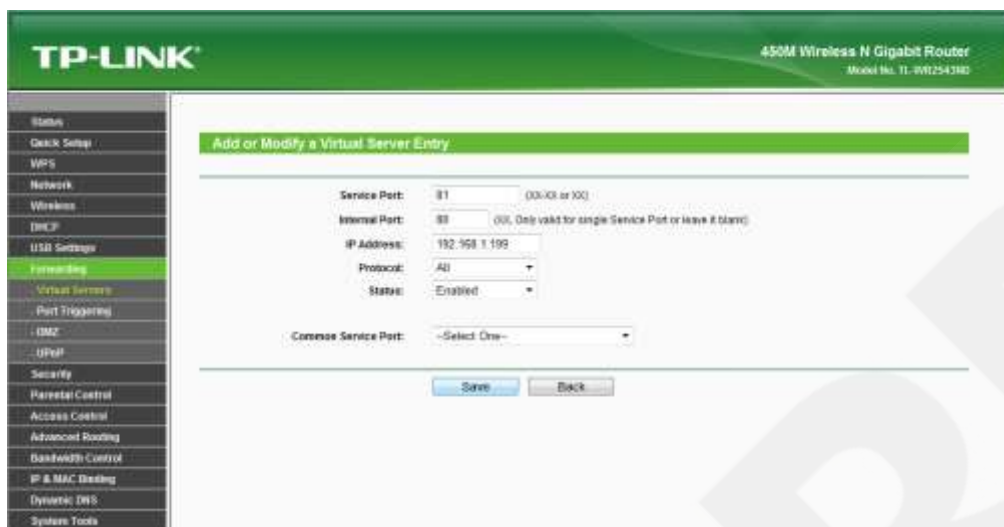 TP-LINK
450M Wireless N Gigabit Router
Model No. TL-WR2543ND
Status
Quick Setup
WPS
Network
Wireless
DHCP
USB Settings
Forwarding
- Virtual Servers
- Port Triggering
- DMZ
- UPnP
Security
Parental Control
Access Control
Advanced Routing
Bandwidth Control
IP & MAC Binding
Dynamic DNS
System Tools
Add or Modify a Virtual Server Entry
Service Port: 81 (XX-XX or XX)
Internal Port: 80 (XX, Only valid for single Service Port or leave it blank)
IP Address: 192.168.1.199
Protocol: All
Status: Enabled
Common Service Port: --Select One--
Save Back